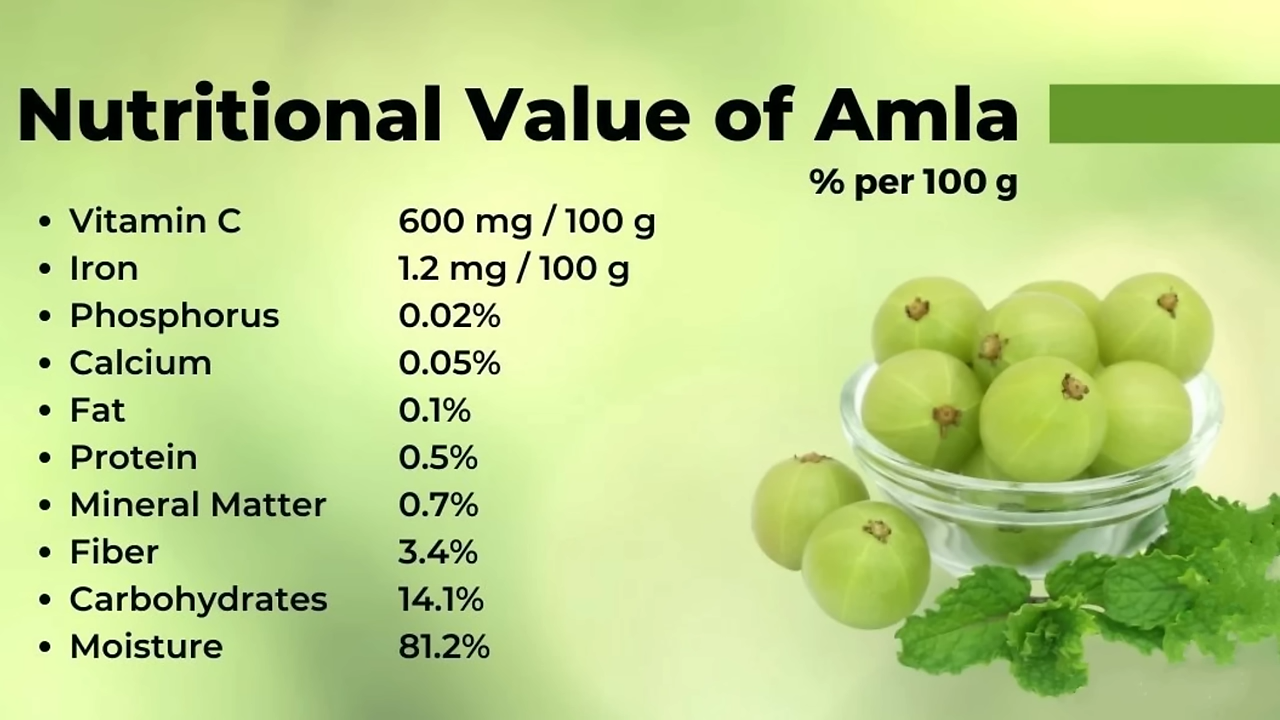 Nutritional Value of Amla
% per 100 g
• Vitamin C 600 mg / 100 g
• Iron 1.2 mg / 100 g
• Phosphorus 0.02%
• Calcium 0.05%
• Fat 0.1%
• Protein 0.5%
• Mineral Matter 0.7%
• Fiber 3.4%
• Carbohydrates 14.1%
• Moisture 81.2%